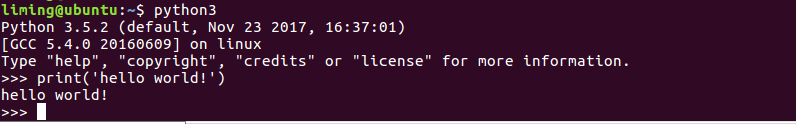 liming@ubuntu:~$ python3
Python 3.5.2 (default, Nov 23 2017, 16:37:01)
[GCC 5.4.0 20160609] on linux
Type "help", "copyright", "credits" or "license" for more information.
>>> print('hello world!')
hello world!
>>>